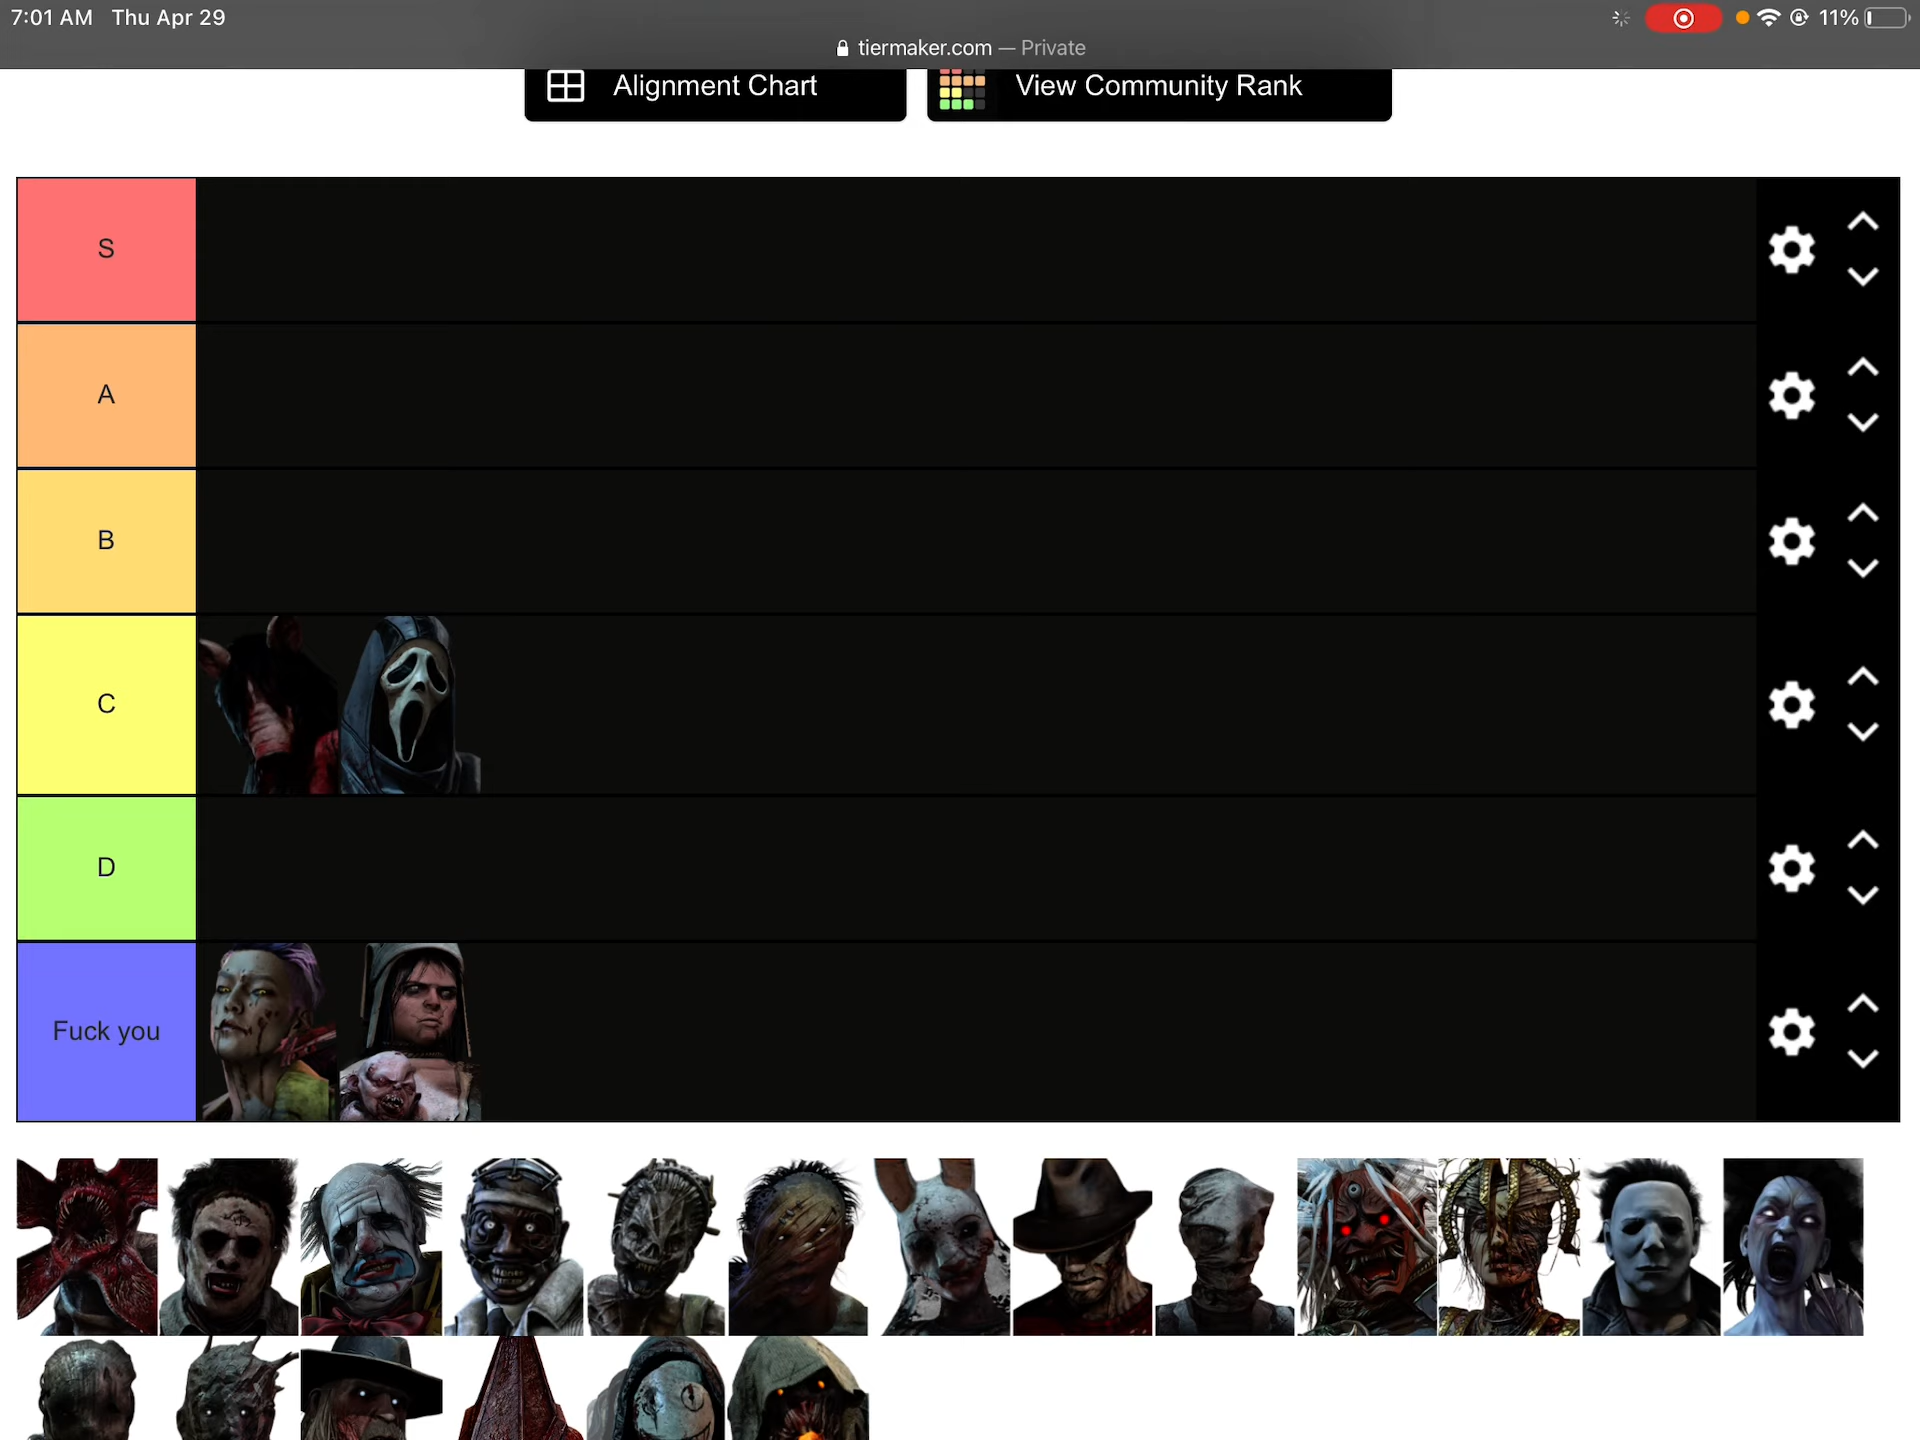 7:01 AM Thu Apr 29
11%
tiermaker.com — Private
Alignment Chart
View Community Rank
S
A
B
C
D
Fuck you